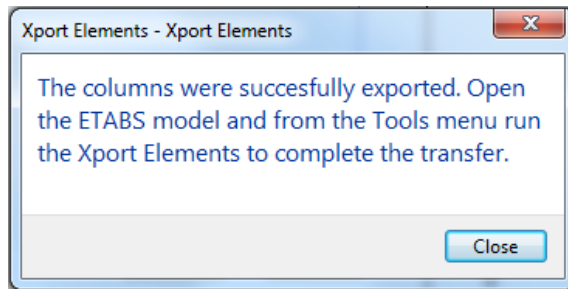 Xport Elements - Xport Elements
The columns were succesfully exported. Open
the ETABS model and from the Tools menu run
the Xport Elements to complete the transfer.
Close